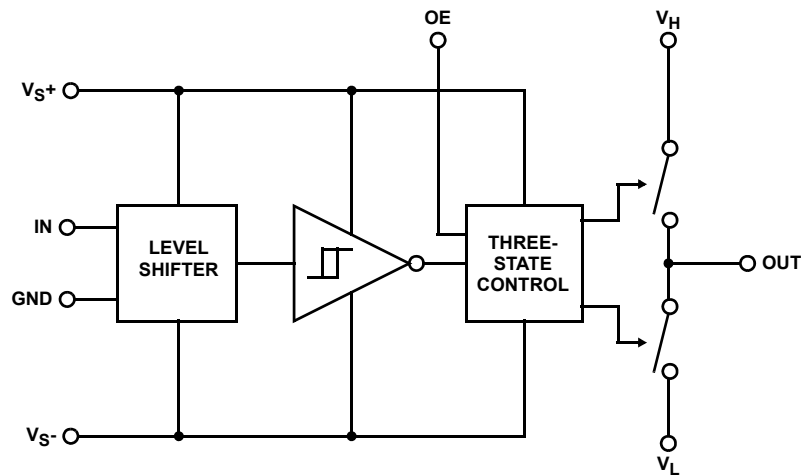 OE
VH
VS+
IN
GND
LEVEL
SHIFTER
THREE-
STATE
CONTROL
OUT
VS-
VL